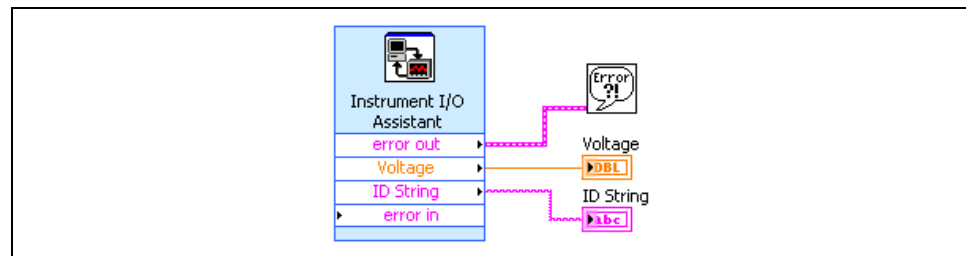 Instrument I/O
Assistant
error out
Voltage
ID String
error in
Error
?!
Voltage
DBL
ID String
abc